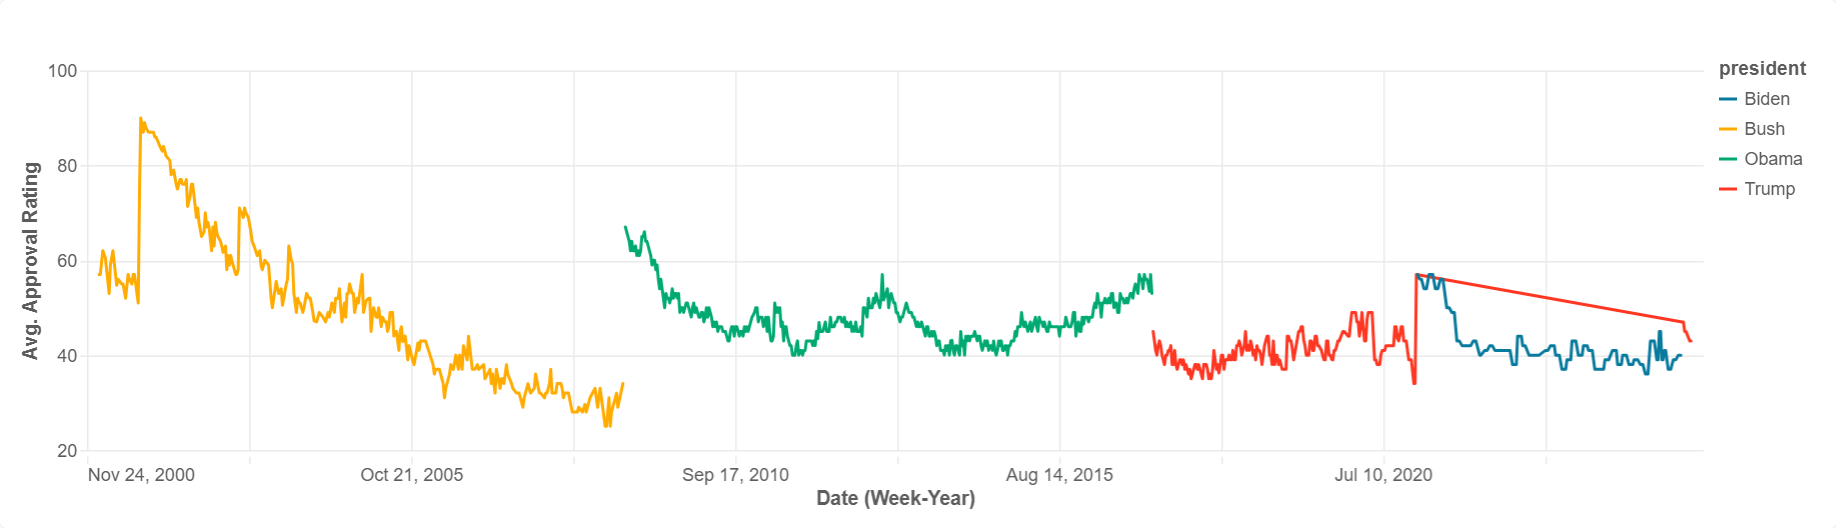 president
Biden
Bush
Obama
Trump
Avg. Approval Rating
100
80
60
40
20
Nov 24, 2000
Oct 21, 2005
Sep 17, 2010
Aug 14, 2015
Jul 10, 2020
Date (Week-Year)